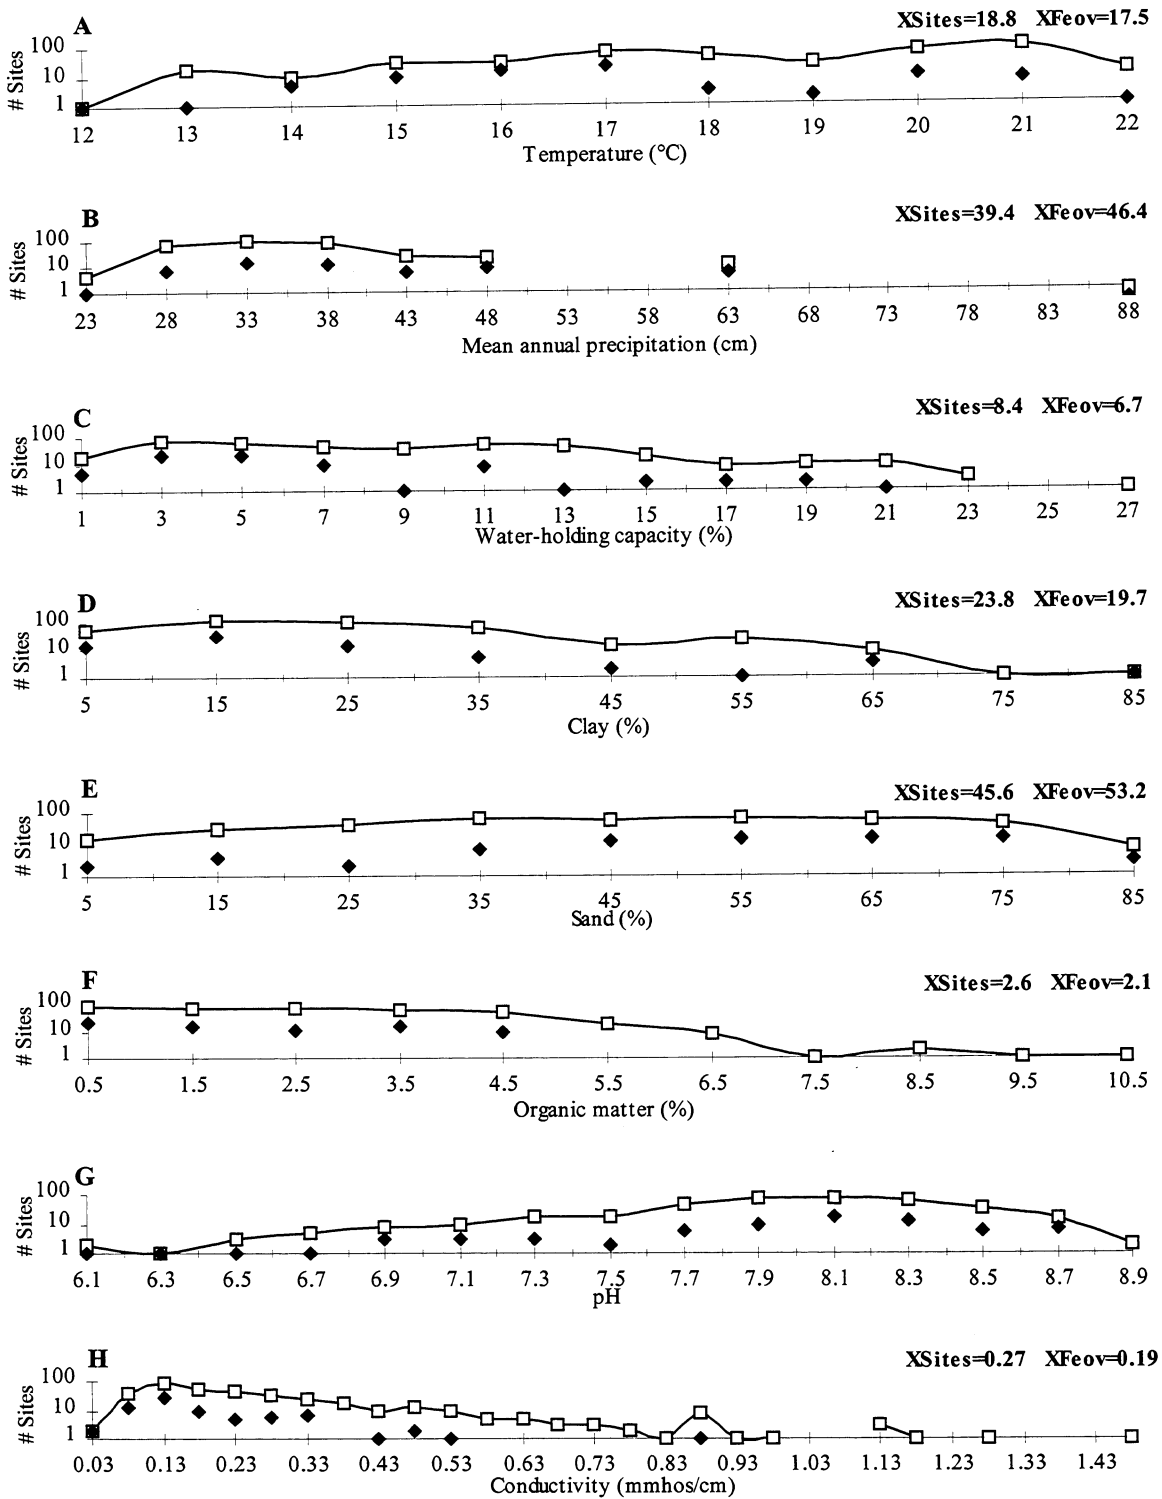 A
XSites=18.8 XFeov=17.5
# Sites
100
10
1
12 13 14 15 16 17 18 19 20 21 22
Temperature (°C)
B
XSites=39.4 XFeov=46.4
# Sites
100
10
1
23 28 33 38 43 48 53 58 63 68 73 78 83 88
Mean annual precipitation (cm)
C
XSites=8.4 XFeov=6.7
# Sites
100
10
1
1 3 5 7 9 11 13 15 17 19 21 23 25 27
Water-holding capacity (%)
D
XSites=23.8 XFeov=19.7
# Sites
100
10
1
5 15 25 35 45 55 65 75 85
Clay (%)
E
XSites=45.6 XFeov=53.2
# Sites
100
10
1
5 15 25 35 45 55 65 75 85
Sand (%)
F
XSites=2.6 XFeov=2.1
# Sites
100
10
1
0.5 1.5 2.5 3.5 4.5 5.5 6.5 7.5 8.5 9.5 10.5
Organic matter (%)
G
# Sites
100
10
1
6.1 6.3 6.5 6.7 6.9 7.1 7.3 7.5 7.7 7.9 8.1 8.3 8.5 8.7 8.9
pH
H
XSites=0.27 XFeov=0.19
# Sites
100
10
1
0.03 0.13 0.23 0.33 0.43 0.53 0.63 0.73 0.83 0.93 1.03 1.13 1.23 1.33 1.43
Conductivity (mmhos/cm)